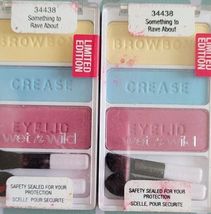 34438
Something to
Rave About
BROWBO
LIMITED
EDITION
CREASE
EYELID
wet n wild
SAFETY SEALED FOR YOUR
PROTECTION
SCELLE, POUR SECURITE
34438
Something to
Rave About
BROWBO
LIMITED
EDITION
CREASE
EYELID
wet n wild
SAFETY SEALED FOR YOUR
PROTECTION
SCELLE, POUR SECURITE